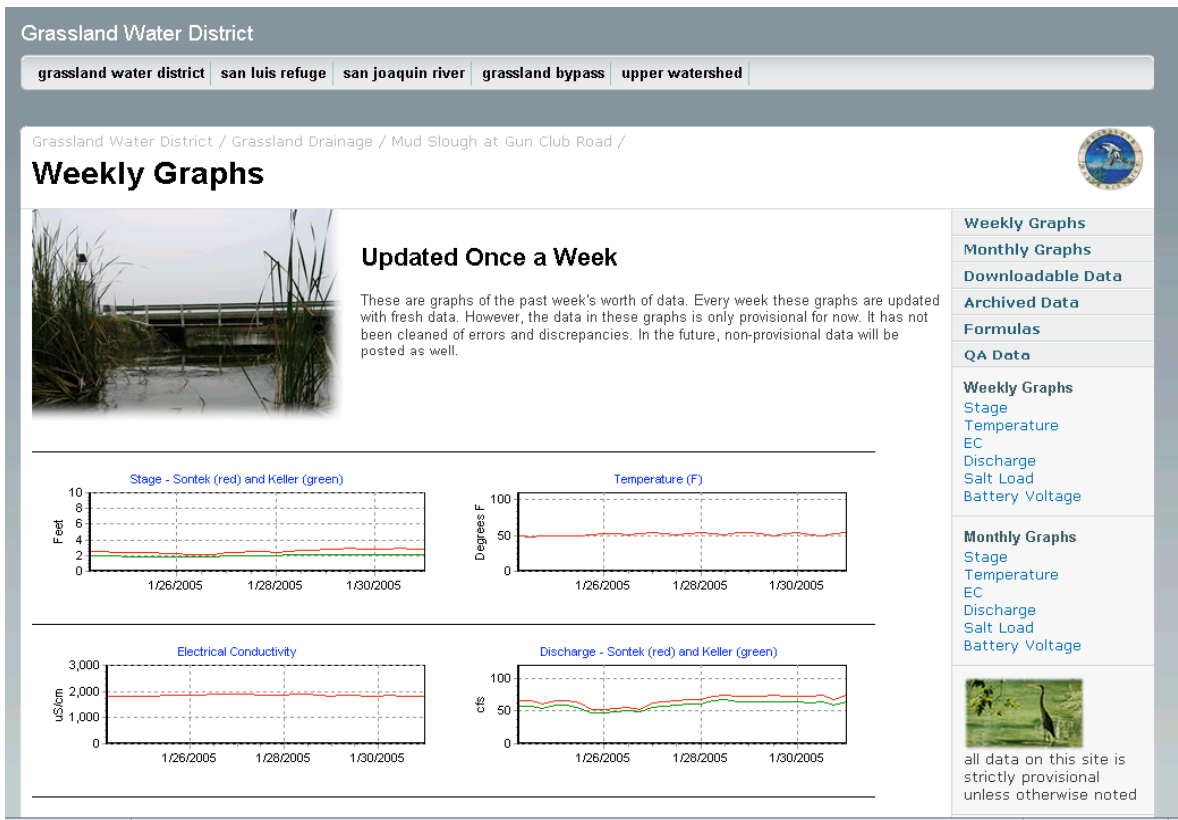 Grassland Water District
grassland water district
san luis refuge
san joaquin river
grassland bypass
upper watershed
Grassland Water District / Grassland Drainage / Mud Slough at Gun Club Road /
Weekly Graphs
Updated Once a Week
These are graphs of the past week's worth of data. Every week these graphs are updated
with fresh data. However, the data in these graphs is only provisional for now. It has not
been cleaned of errors and discrepancies. In the future, non-provisional data will be
posted as well.
Stage - Sontek (red) and Keller (green)
Feet
10
8
6
4
2
0
1/26/2005
1/28/2005
1/30/2005
Temperature (F)
Degrees F
100
50
0
1/26/2005
1/28/2005
1/30/2005
Electrical Conductivity
uS/cm
3,000
2,000
1,000
0
1/26/2005
1/28/2005
1/30/2005
Discharge - Sontek (red) and Keller (green)
cfs
100
50
0
1/26/2005
1/28/2005
1/30/2005
Weekly Graphs
Monthly Graphs
Downloadable Data
Archived Data
Formulas
QA Data
Weekly Graphs
Stage
Temperature
EC
Discharge
Salt Load
Battery Voltage
Monthly Graphs
Stage
Temperature
EC
Discharge
Salt Load
Battery Voltage
all data on this site is
strictly provisional
unless otherwise noted